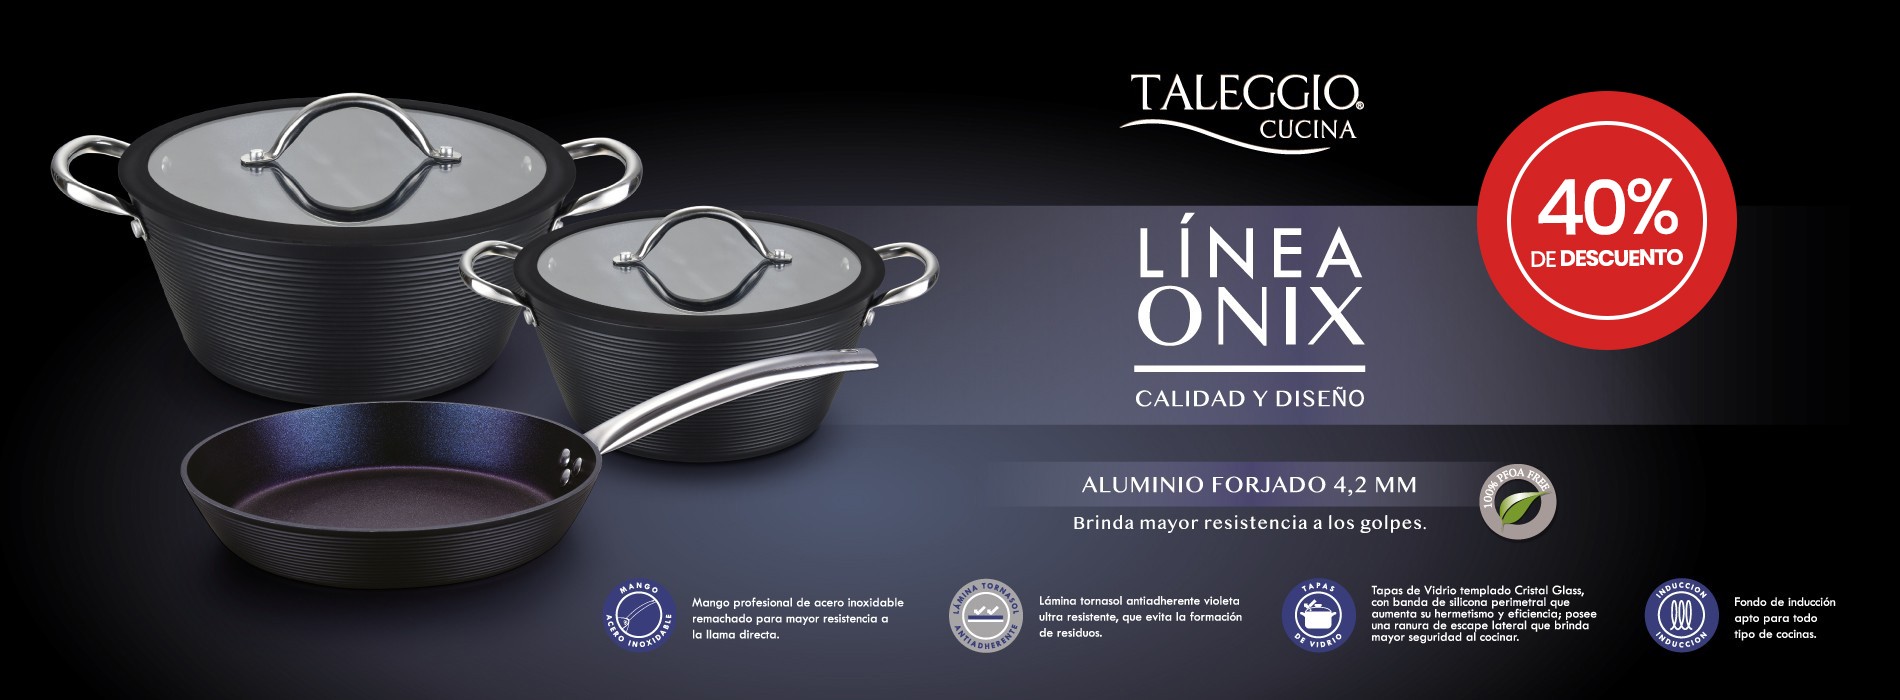 TALEGGIO®
CUCINA
40%
DE DESCUENTO
LÍNEA
ONIX
CALIDAD Y DISEÑO
ALUMINIO FORJADO 4,2 MM
Brinda mayor resistencia a los golpes.
100% PFOA FREE
MANGO
ACERO INOXIDABLE
Mango profesional de acero inoxidable
remachado para mayor resistencia a
la llama directa.
LÁMINA TORNASOL
ANTIADHERENTE
Lámina tornasol antiadherente violeta
ultra resistente, que evita la formación
de residuos.
TAPAS
DE VIDRIO
Tapas de Vidrio templado Cristal Glass,
con banda de silicona perimetral que
aumenta su hermetismo y eficiencia; posee
una ranura de escape lateral que brinda
mayor seguridad al cocinar.
INDUCCION
INDUCCION
Fondo de inducción
apto para todo
tipo de cocinas.